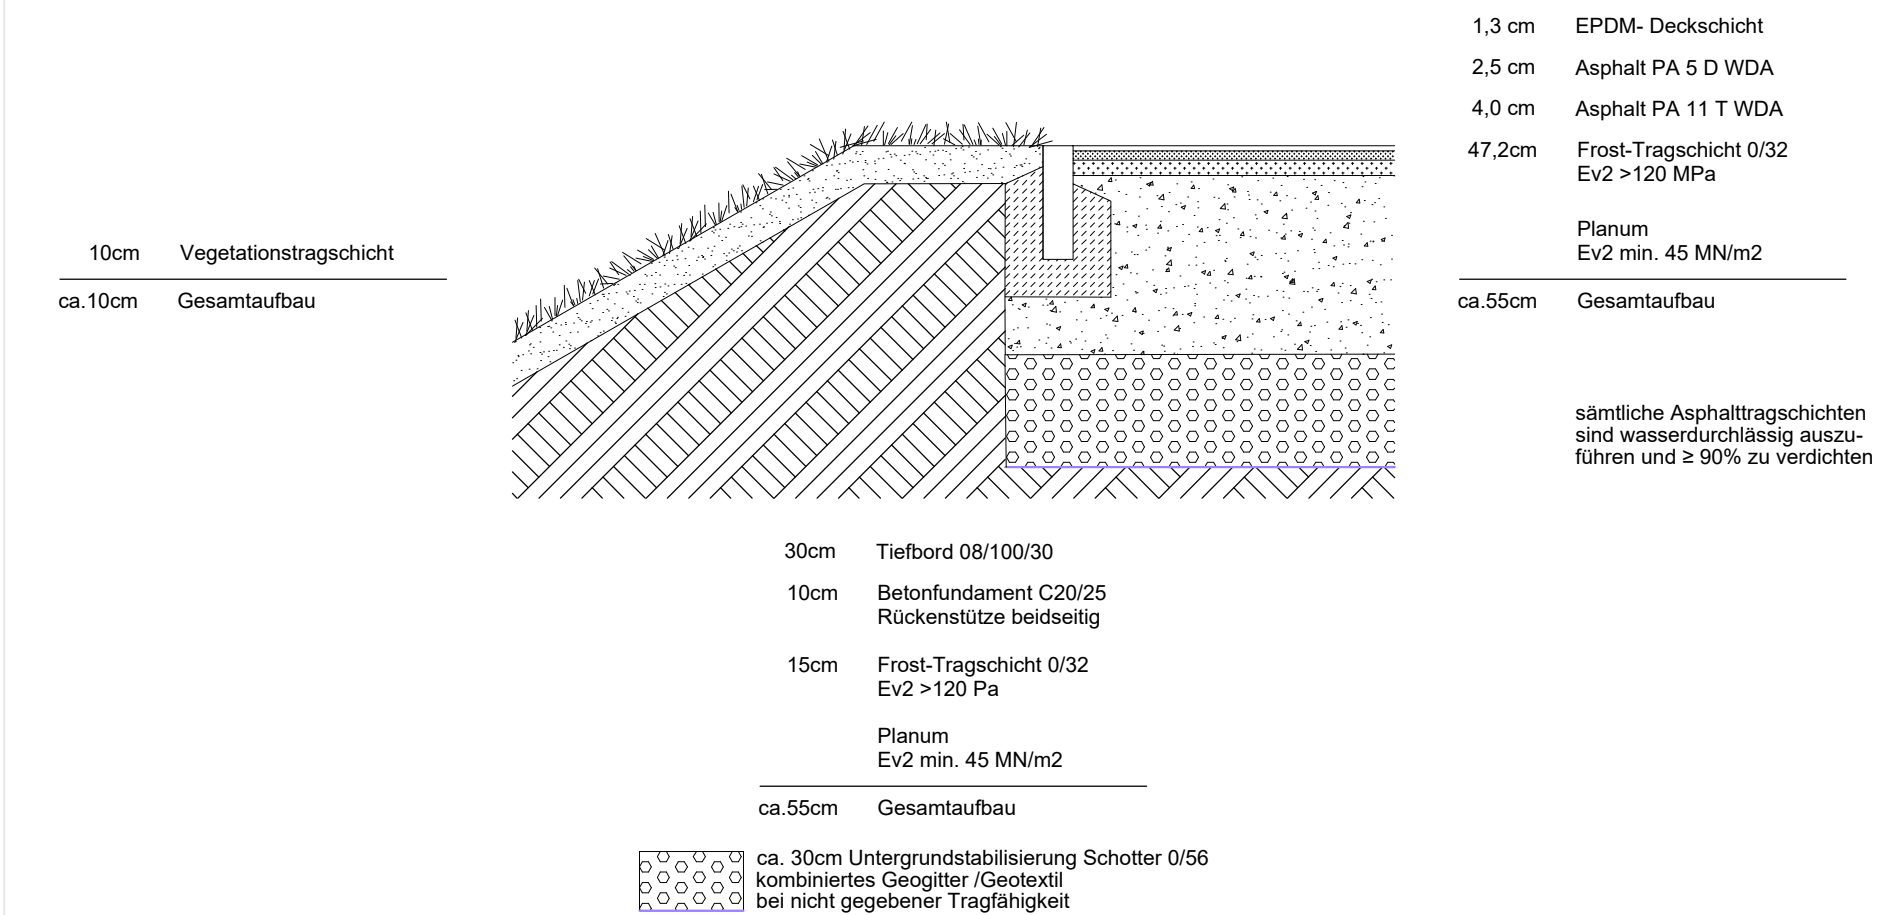 10cm Vegetationstragschicht
ca.10cm Gesamtaufbau
1,3 cm EPDM- Deckschicht
2,5 cm Asphalt PA 5 D WDA
4,0 cm Asphalt PA 11 T WDA
47,2cm Frost-Tragschicht 0/32
Ev2 >120 MPa
Planum
Ev2 min. 45 MN/m2
ca.55cm Gesamtaufbau
sämtliche Asphalttragschichten
sind wasserdurchlässig auszu-
führen und ≥ 90% zu verdichten
30cm Tiefbord 08/100/30
10cm Betonfundament C20/25
Rückenstütze beidseitig
15cm Frost-Tragschicht 0/32
Ev2 >120 Pa
Planum
Ev2 min. 45 MN/m2
ca.55cm Gesamtaufbau
ca. 30cm Untergrundstabilisierung Schotter 0/56
kombiniertes Geogitter /Geotextil
bei nicht gegebener Tragfähigkeit